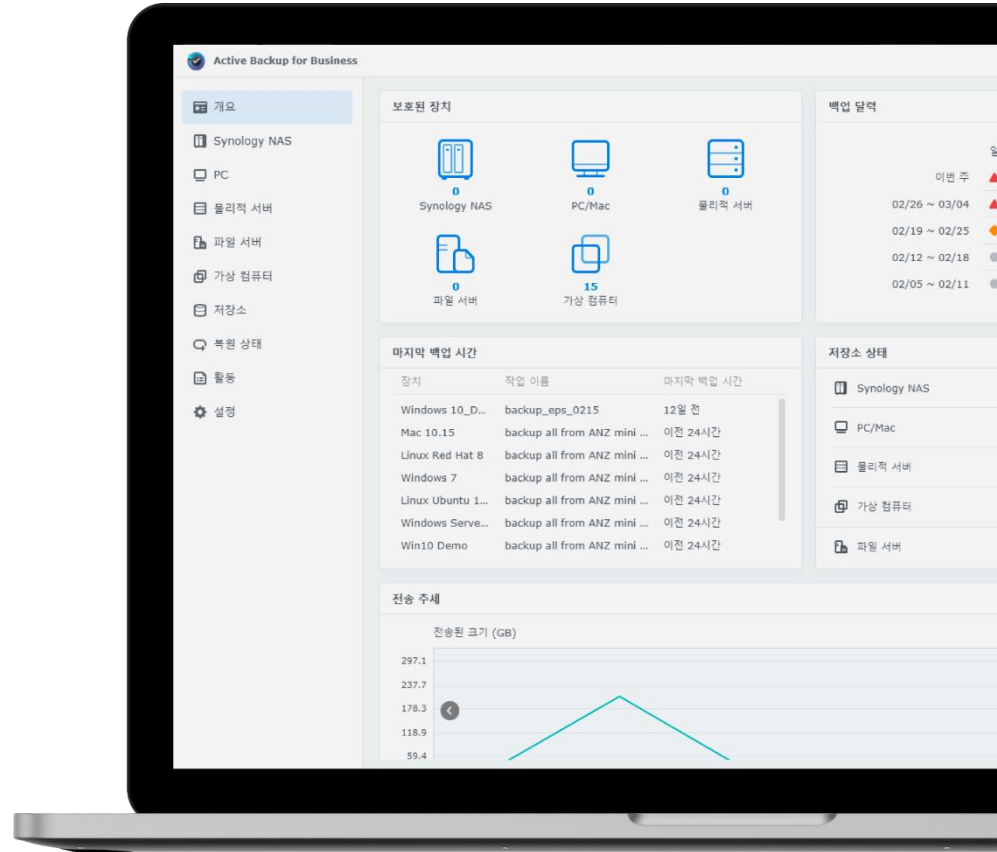 Active Backup for Business
개요
Synology NAS
PC
물리적 서버
파일 서버
가상 컴퓨터
저장소
복원 상태
활동
설정
보호된 장치
0
Synology NAS
0
PC/Mac
0
물리적 서버
0
파일 서버
15
가상 컴퓨터
백업 달력
이번 주
02/26 ~ 03/04
02/19 ~ 02/25
02/12 ~ 02/18
02/05 ~ 02/11
마지막 백업 시간
장치 작업 이름 마지막 백업 시간
Windows 10_D... backup_eps_0215 12일 전
Mac 10.15 backup all from ANZ mini ... 이전 24시간
Linux Red Hat 8 backup all from ANZ mini ... 이전 24시간
Windows 7 backup all from ANZ mini ... 이전 24시간
Linux Ubuntu 1... backup all from ANZ mini ... 이전 24시간
Windows Serve... backup all from ANZ mini ... 이전 24시간
Win10 Demo backup all from ANZ mini ... 이전 24시간
저장소 상태
Synology NAS
PC/Mac
물리적 서버
가상 컴퓨터
파일 서버
전송 추세
전송된 크기 (GB)
297.1
237.7
178.3
118.9
59.4